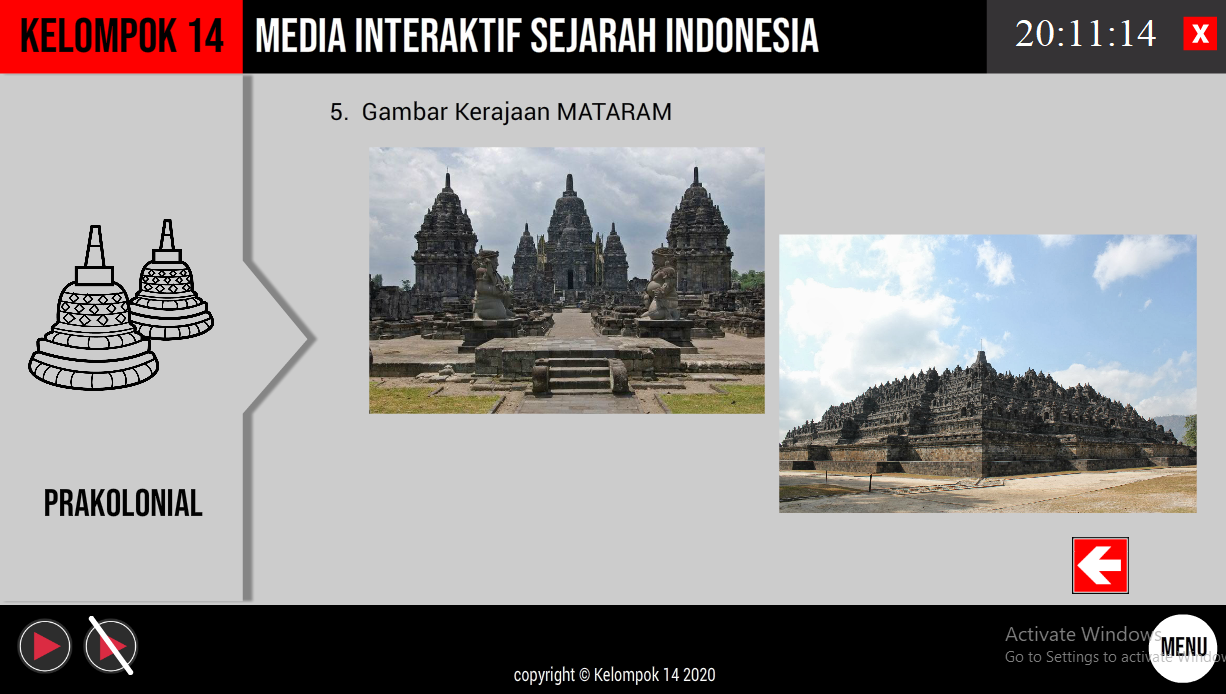 KELOMPOK 14
MEDIA INTERAKTIF SEJARAH INDONESIA
20:11:14
X
5. Gambar Kerajaan MATARAM
PRAKOLONIAL
Activate Windows
Go to Settings to activate Windows
MENU
copyright © Kelompok 14 2020